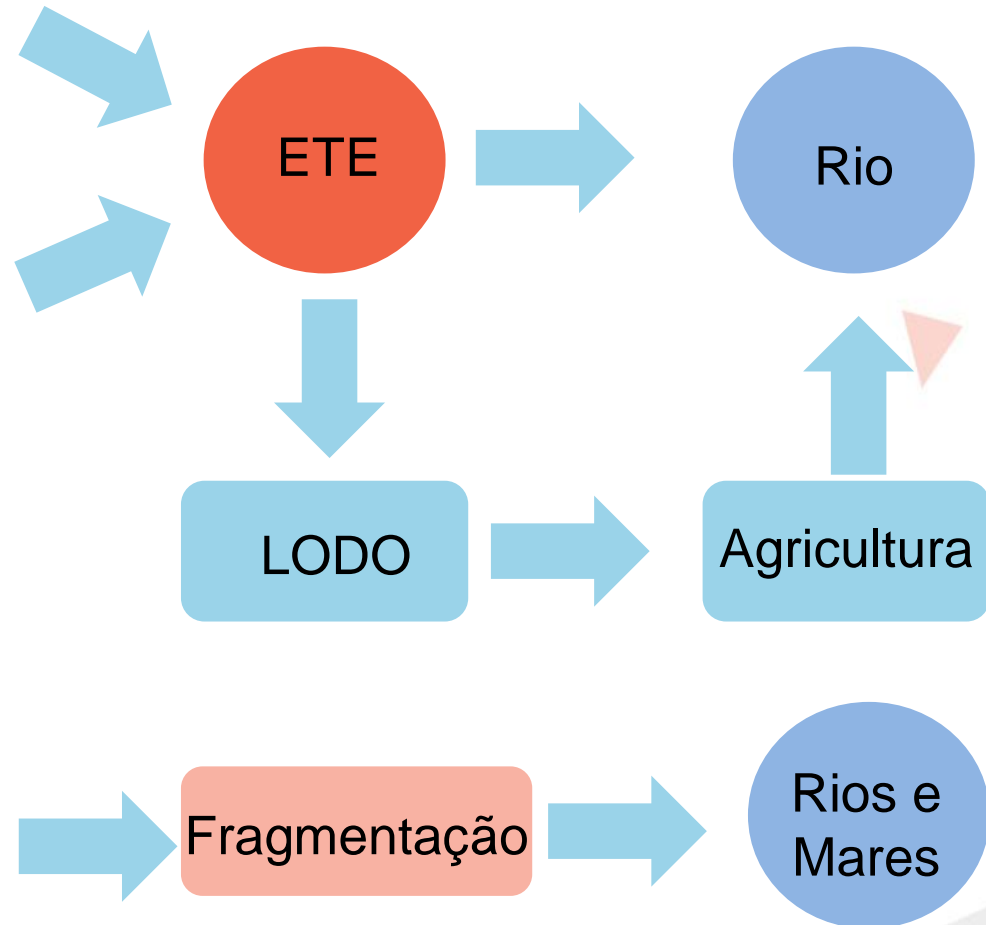 ETE
Rio
LODO
Agricultura
Fragmentação
Rios e
Mares